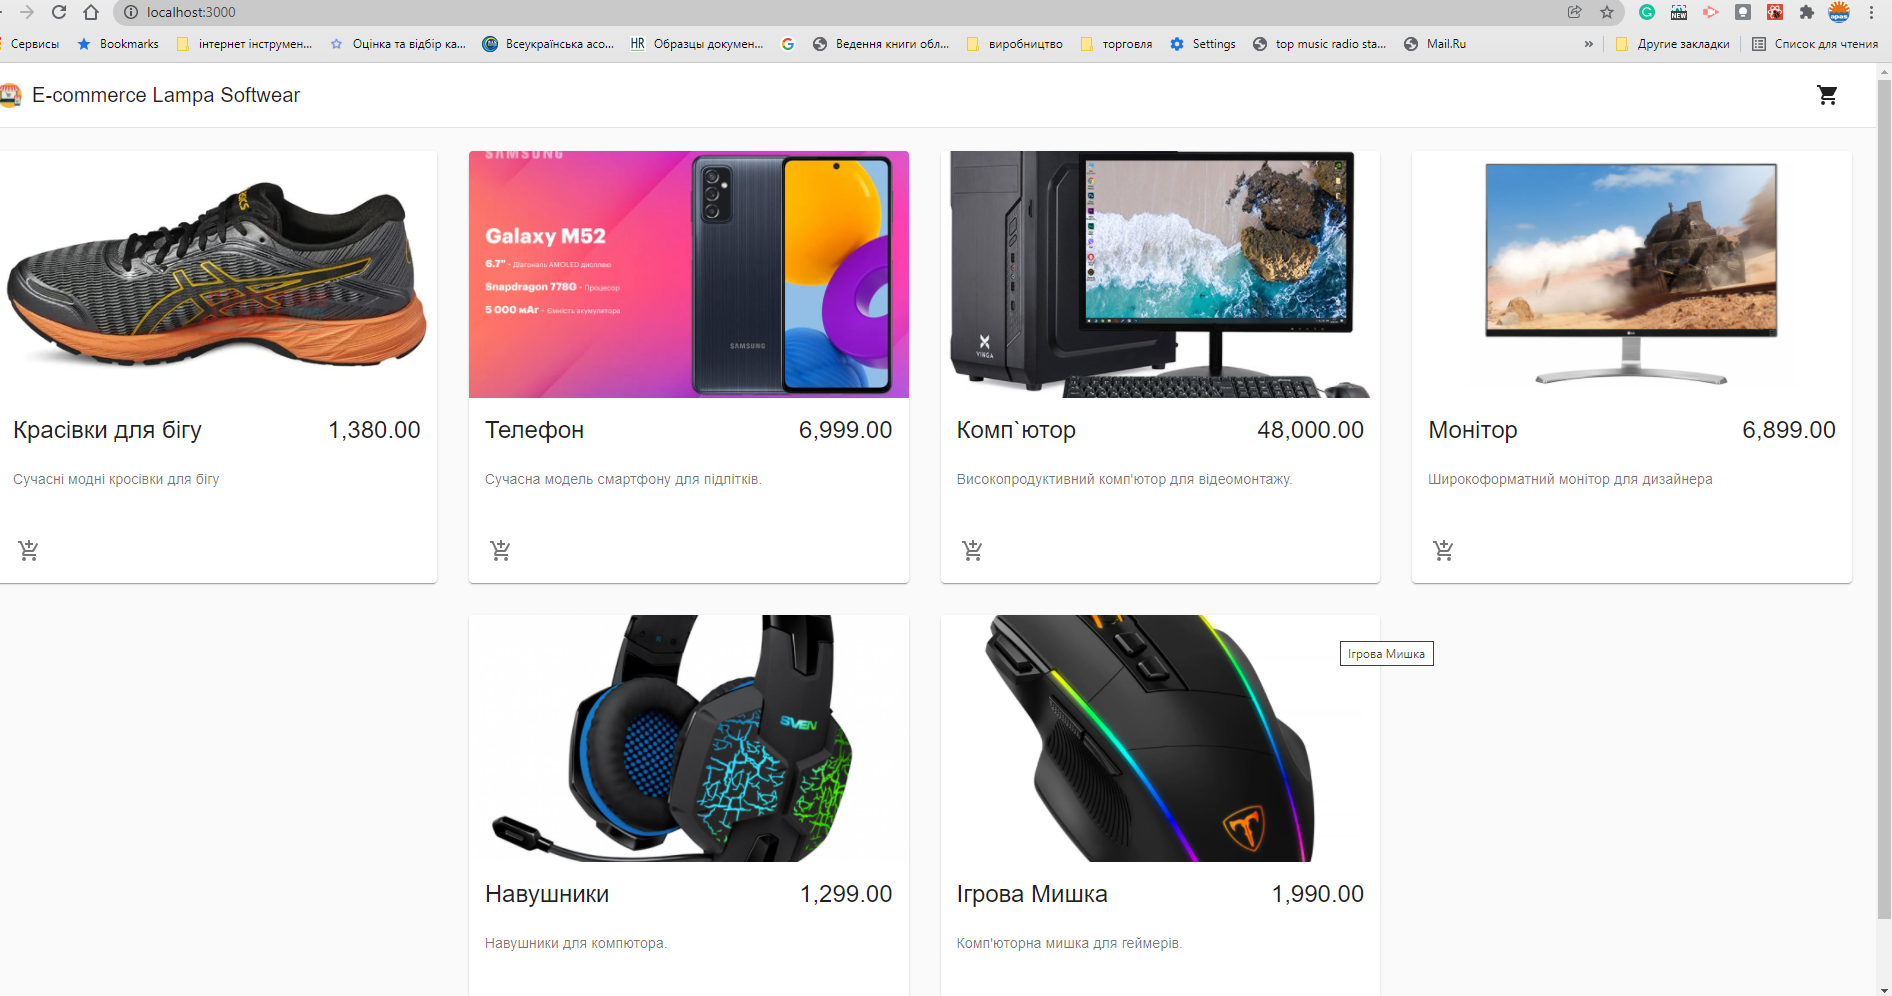 localhost:3000
Сервисы Bookmarks інтернет інструмен... Оцінка та відбір ка... Всеукраїнська асо... HR Образцы докумен... Ведення книги обл... виробництво торговля Settings top music radio sta... Mail.Ru » Другие закладки Список для чтения
E-commerce Lampa Softwear
SAMSUNG
Galaxy M52
6.7" - Діагональ AMOLED дисплею
Snapdragon 778G - Процесор
5 000 мАг - Ємність акумулятора
SAMSUNG
VINGA
LG
Красівки для бігу 1,380.00
Сучасні модні кросівки для бігу
Телефон 6,999.00
Сучасна модель смартфону для підлітків.
Комп`ютор 48,000.00
Високопродуктивний комп'ютор для відеомонтажу.
Монітор 6,899.00
Широкоформатний монітор для дизайнера
SVEN
Ігрова Мишка
Навушники 1,299.00
Навушники для компютора.
Ігрова Мишка 1,990.00
Комп'юторна мишка для геймерів.